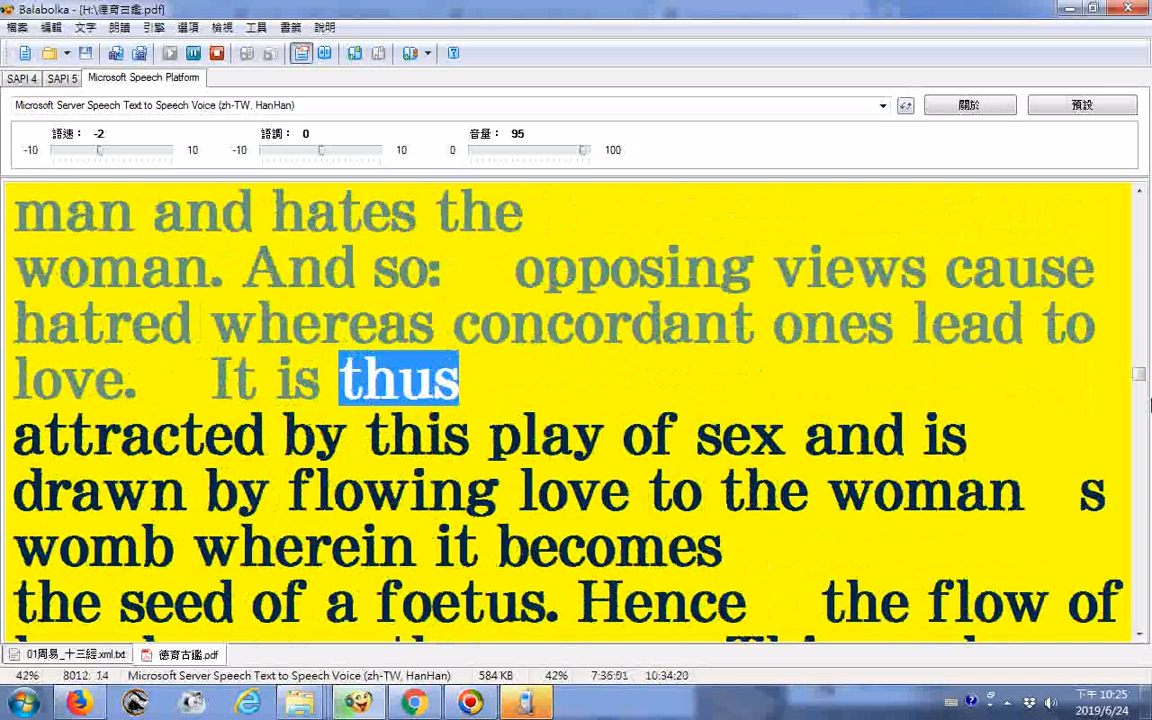 Balabolka - [H:\德育古鑑.pdf]
檔案 編輯 文字 朗讀 引擎 選項 檢視 工具 書籤 說明
SAPI 4 SAPI 5 Microsoft Speech Platform
Microsoft Server Speech Text to Speech Voice (zh-TW, HanHan) 關於 預設
語速： -2 語調： 0 音量： 95
-10 10 -10 10 0 100
man and hates the
woman. And so: opposing views cause
hatred whereas concordant ones lead to
love. It is thus
attracted by this play of sex and is
drawn by flowing love to the woman s
womb wherein it becomes
the seed of a foetus. Hence the flow of
01周易_十三經.xml.txt 德育古鑑.pdf
42% 8012: 14 Microsoft Server Speech Text to Speech Voice (zh-TW, HanHan) 584 KB 42% 7:36:01 10:34:20
下午 10:25
2019/6/24